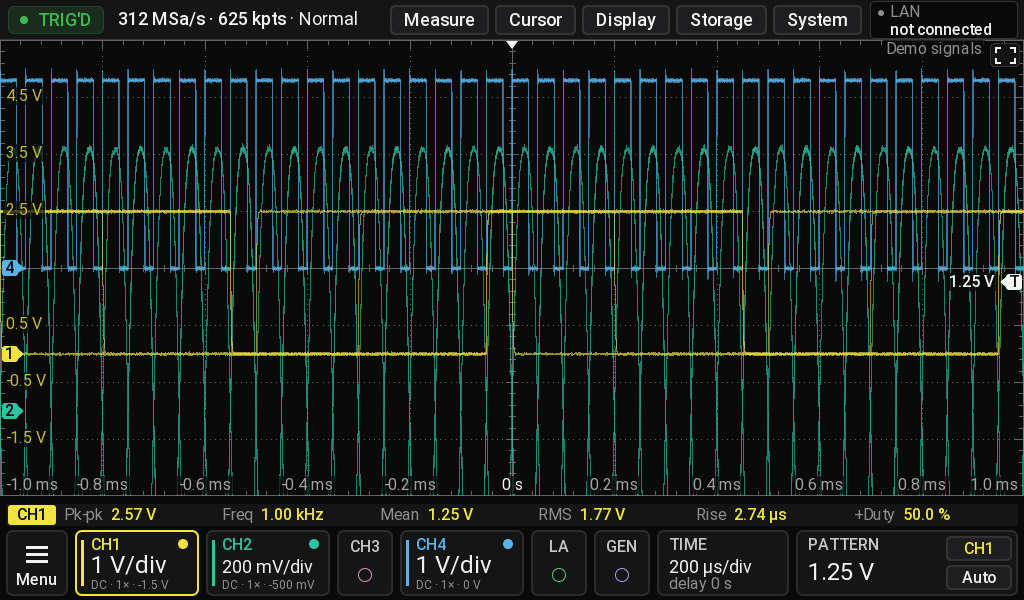 TRIG'D 312 MSa/s · 625 kpts · Normal Measure Cursor Display Storage System LAN
not connected
Demo signals
4.5 V
3.5 V
2.5 V
4
1.25 V T
0.5 V
1
-0.5 V
2
-1.5 V
-1.0 ms -0.8 ms -0.6 ms -0.4 ms -0.2 ms 0 s 0.2 ms 0.4 ms 0.6 ms 0.8 ms 1.0 ms
CH1 Pk-pk 2.57 V Freq 1.00 kHz Mean 1.25 V RMS 1.77 V Rise 2.74 µs +Duty 50.0 %
Menu
CH1
1 V/div
DC · 1× · -1.5 V
CH2
200 mV/div
DC · 1× · -500 mV
CH3
CH4
1 V/div
DC · 1× · 0 V
LA
GEN
TIME
200 µs/div
delay 0 s
PATTERN
1.25 V
CH1
Auto